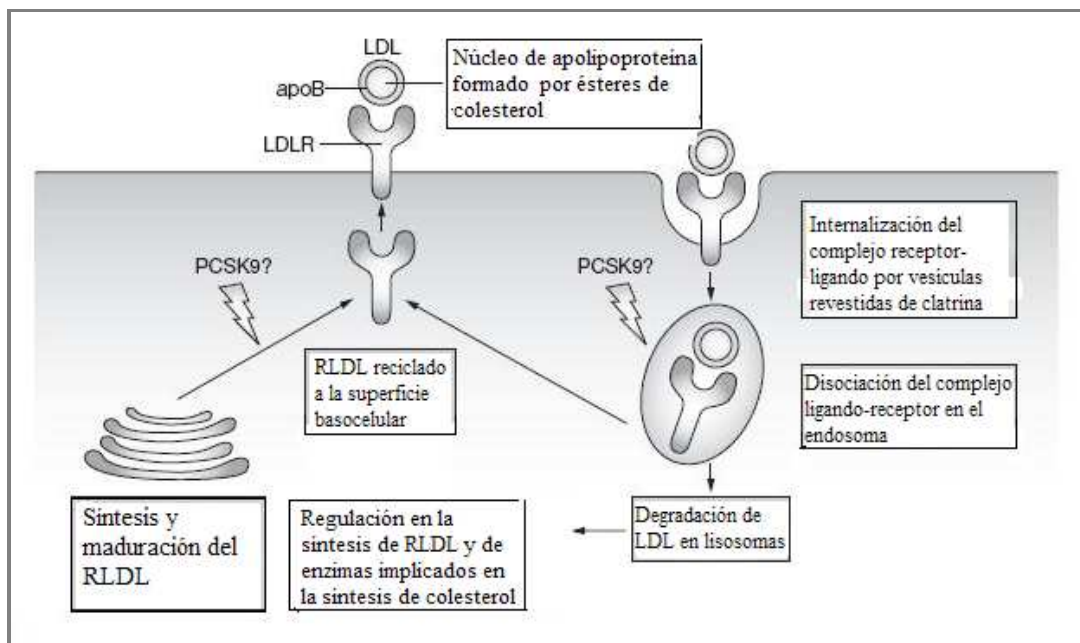 LDL
apoB
LDLR
Núcleo de apolipoproteína
formado por ésteres de
colesterol
Internalización del
complejo receptor-
ligando por vesículas
revestidas de clatrina
PCSK9?
PCSK9?
RLDL reciclado
a la superficie
basocelular
Disociación del complejo
ligando-receptor en el
endosoma
Síntesis y
maduración del
RLDL
Regulación en la
síntesis de RLDL y de
enzimas implicados en
la síntesis de colesterol
Degradación de
LDL en lisosomas